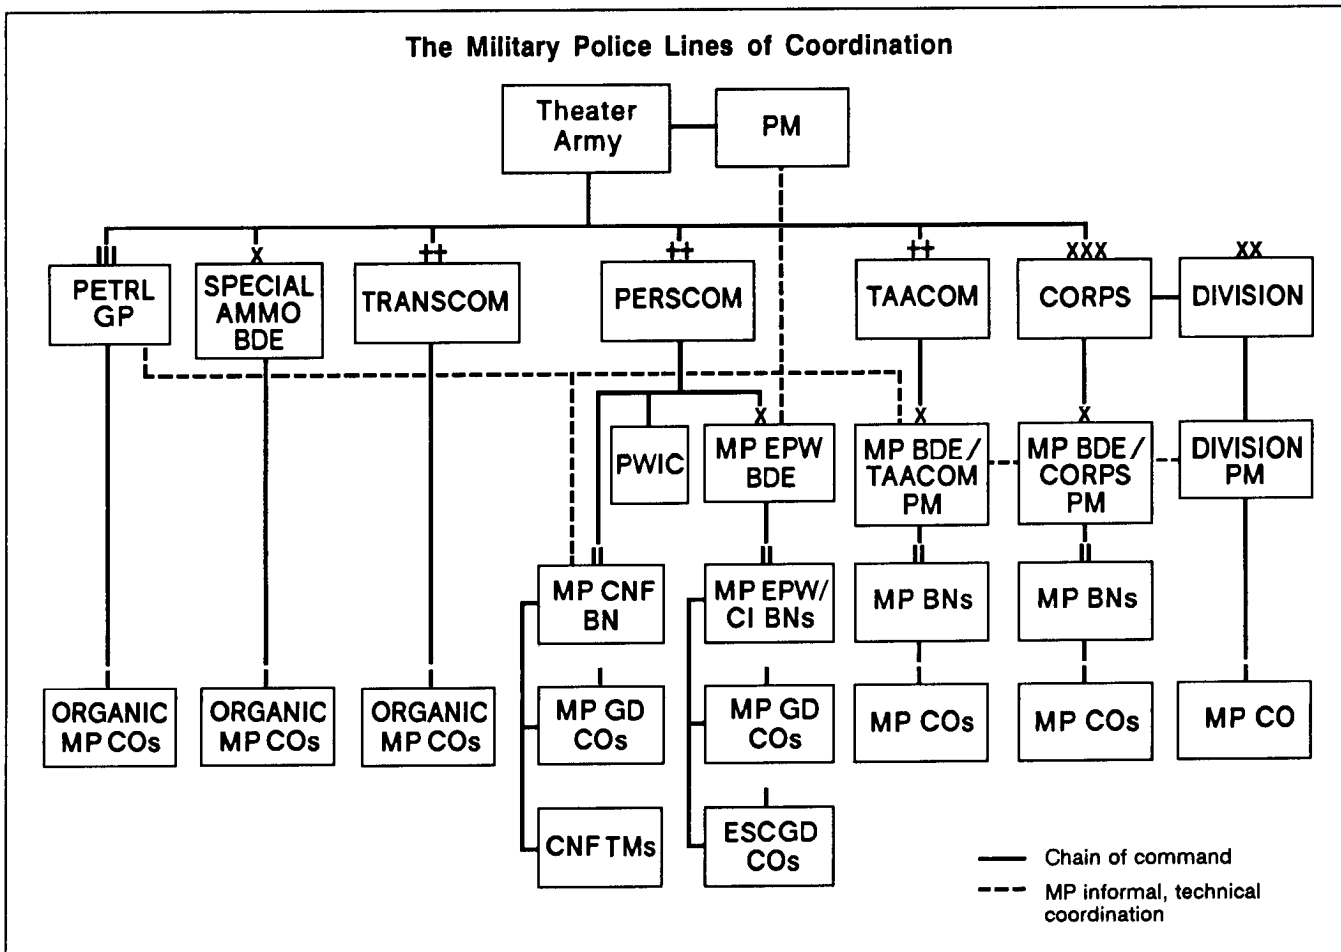 The Military Police Lines of Coordination
Theater
Army
PM
III
X
++
++
++
XXX
XX
PETRL
GP
SPECIAL
AMMO
BDE
TRANSCOM
PERSCOM
TAACOM
CORPS
DIVISION
X
X
X
PWIC
MP EPW
BDE
MP BDE/
TAACOM
PM
MP BDE/
CORPS
PM
DIVISION
PM
II
II
II
II
MP CNF
BN
MP EPW/
CI BNs
MP BNs
MP BNs
I
I
I
I
I
I
I
I
ORGANIC
MP COs
ORGANIC
MP COs
ORGANIC
MP COs
MP GD
COs
MP GD
COs
MP COs
MP COs
MP CO
I
CNF TMs
ESCGD
COs
Chain of command
MP informal, technical
coordination